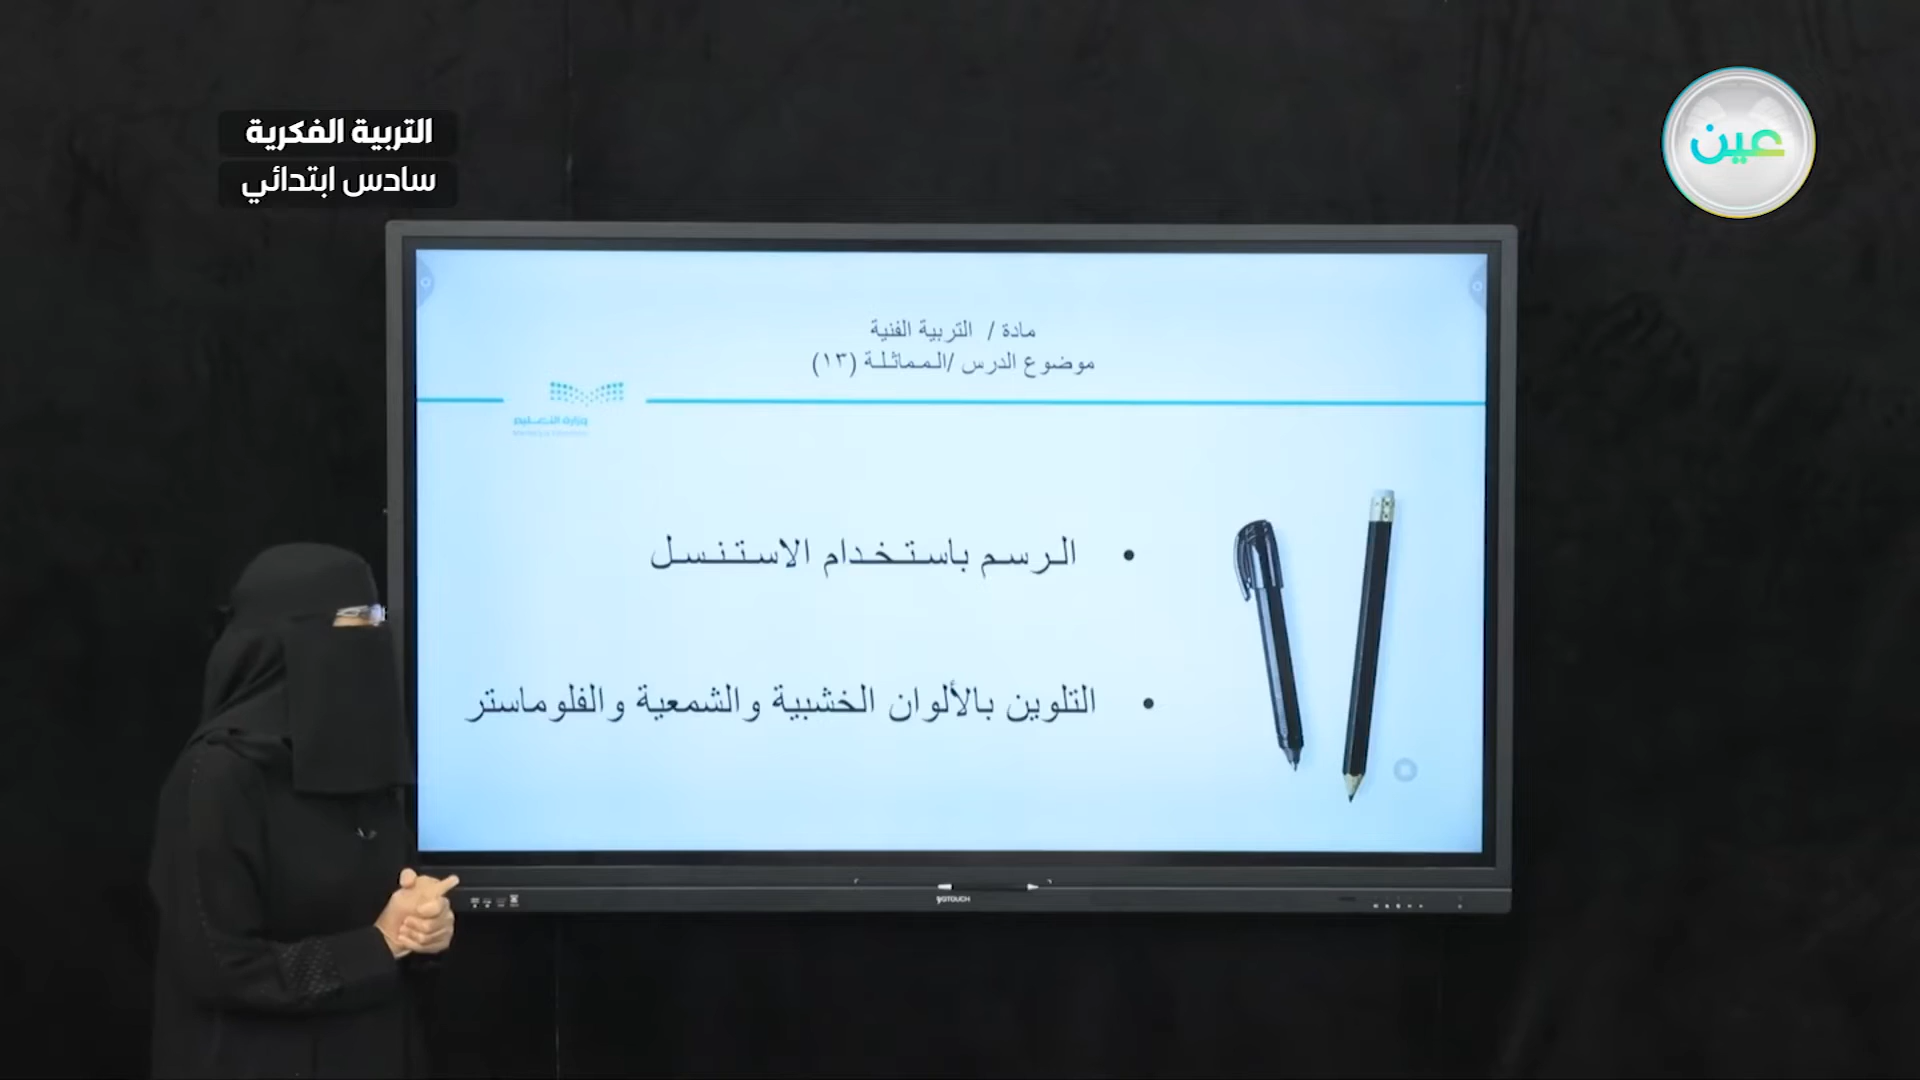 التربية الفكرية
سادس ابتدائي
عين
مادة / التربية الفنية
موضوع الدرس /المماثلة (١٣)
وزارة التعليم
الرسم باستخدام الاستنسل
التلوين بالألوان الخشبية والشمعية والفلوماستر